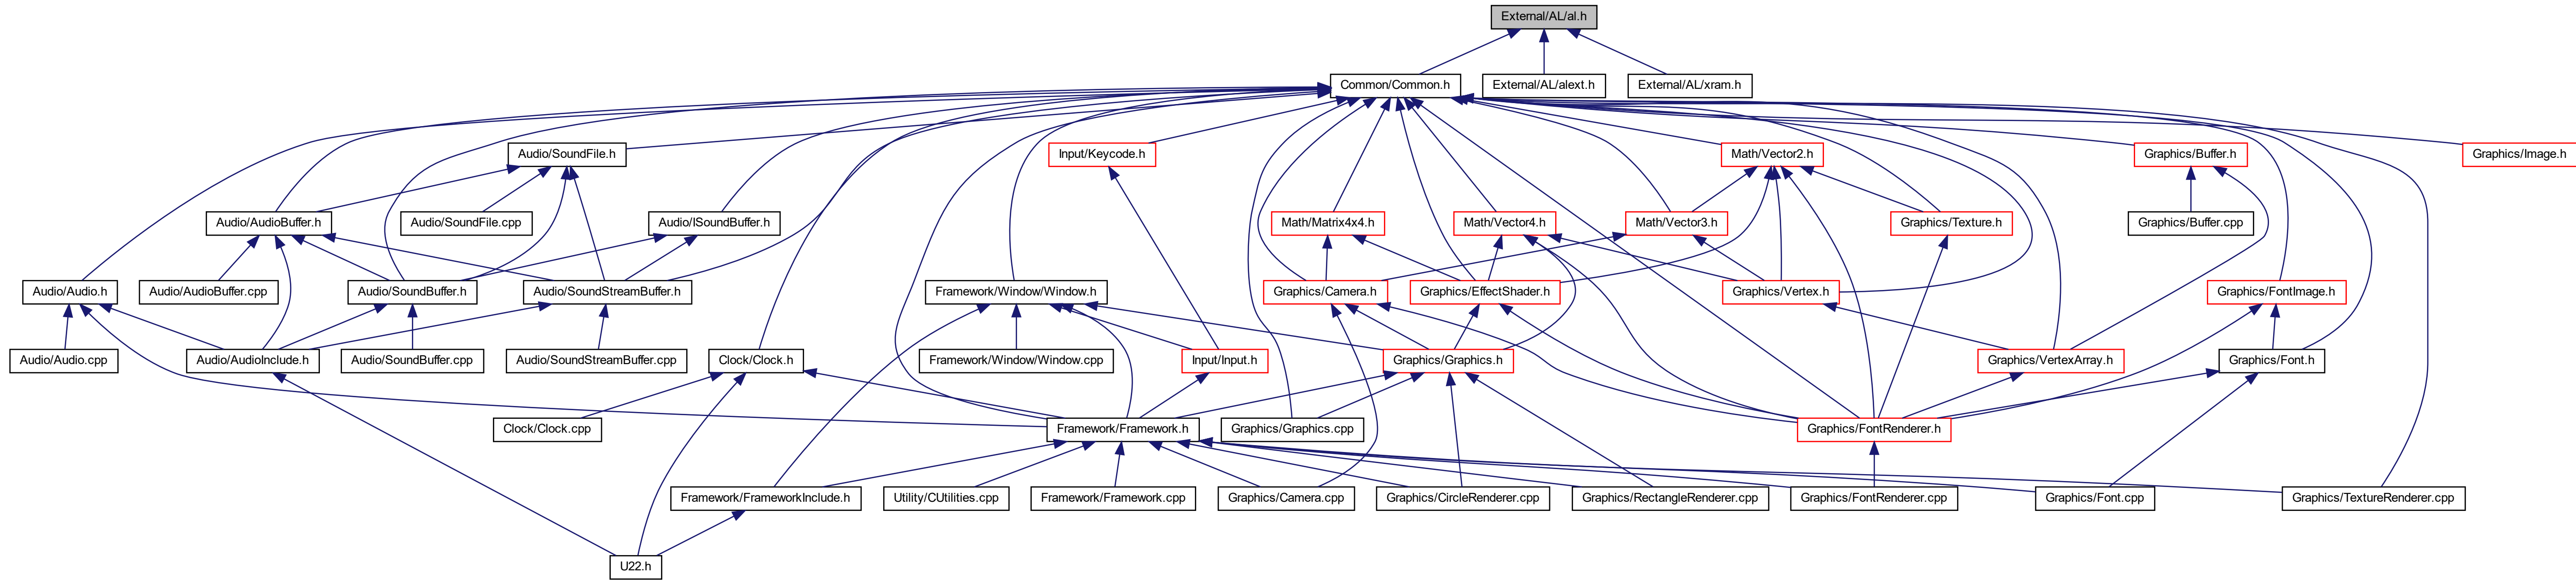 External/AL/al.h
Common/Common.h
External/AL/alext.h
External/AL/xram.h
Audio/SoundFile.h
Input/Keycode.h
Math/Vector2.h
Graphics/Buffer.h
Graphics/Image.h
Audio/AudioBuffer.h
Audio/SoundFile.cpp
Audio/ISoundBuffer.h
Math/Matrix4x4.h
Math/Vector4.h
Math/Vector3.h
Graphics/Texture.h
Graphics/Buffer.cpp
Audio/Audio.h
Audio/AudioBuffer.cpp
Audio/SoundBuffer.h
Audio/SoundStreamBuffer.h
Framework/Window/Window.h
Graphics/Camera.h
Graphics/EffectShader.h
Graphics/Vertex.h
Graphics/FontImage.h
Audio/Audio.cpp
Audio/AudioInclude.h
Audio/SoundBuffer.cpp
Audio/SoundStreamBuffer.cpp
Clock/Clock.h
Framework/Window/Window.cpp
Input/Input.h
Graphics/Graphics.h
Graphics/VertexArray.h
Graphics/Font.h
Clock/Clock.cpp
Framework/Framework.h
Graphics/Graphics.cpp
Graphics/FontRenderer.h
Framework/FrameworkInclude.h
Utility/CUtilities.cpp
Framework/Framework.cpp
Graphics/Camera.cpp
Graphics/CircleRenderer.cpp
Graphics/RectangleRenderer.cpp
Graphics/FontRenderer.cpp
Graphics/Font.cpp
Graphics/TextureRenderer.cpp
U22.h